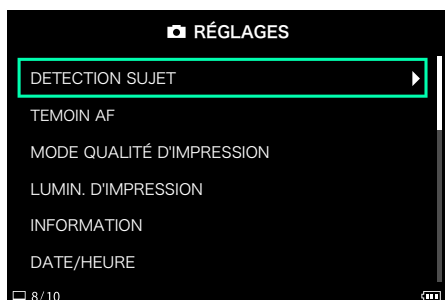 RÉGLAGES
DETECTION SUJET
TEMOIN AF
MODE QUALITÉ D'IMPRESSION
LUMIN. D'IMPRESSION
INFORMATION
DATE/HEURE
8/10